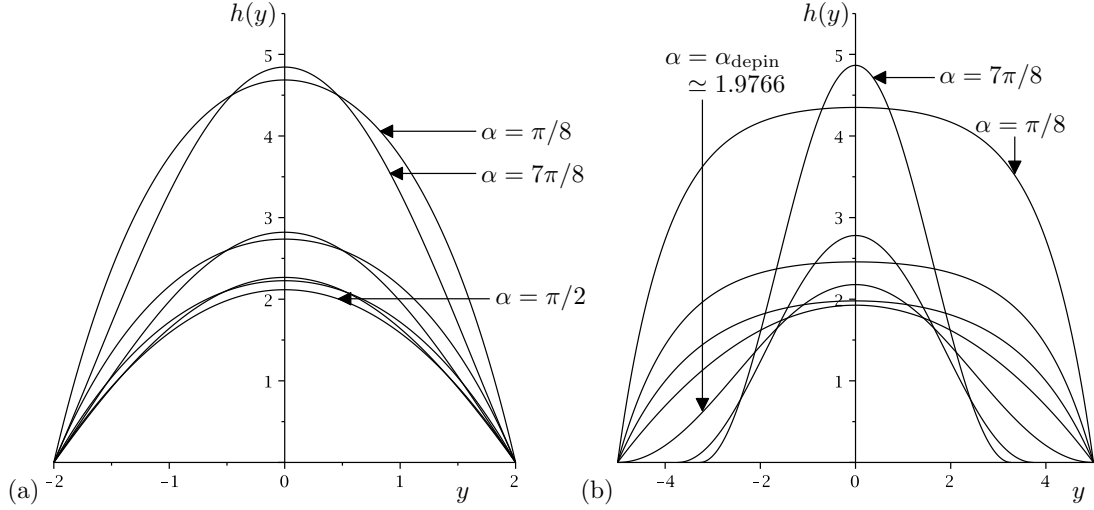 h(y)
5
4
3
2
1
α = π/8
α = 7π/8
α = π/2
-2
-1
0
1
2
y
(a)
h(y)
5
4
3
2
1
α = α_depin
≃ 1.9766
α = 7π/8
α = π/8
-4
-2
0
2
4
y
(b)